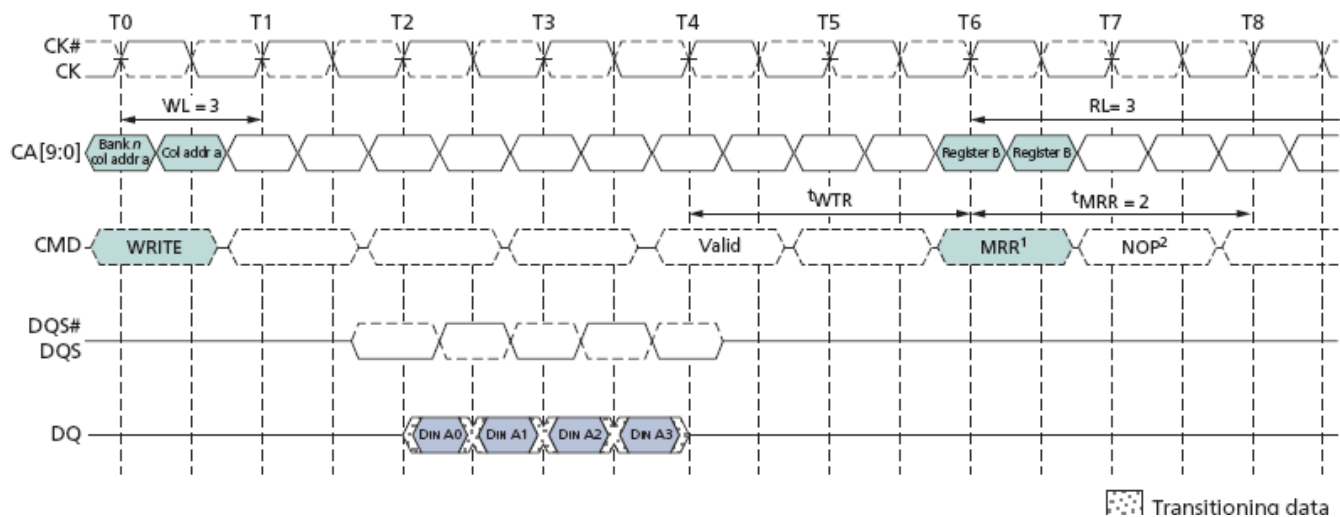 T0 T1 T2 T3 T4 T5 T6 T7 T8
CK#
CK
WL = 3
RL= 3
CA[9:0]
Bank n
col addr a
Col addr a
Register B
Register B
tWTR
tMRR = 2
CMD
WRITE
Valid
MRR1
NOP2
DQS#
DQS
DQ
DIN A0
DIN A1
DIN A2
DIN A3
Transitioning data